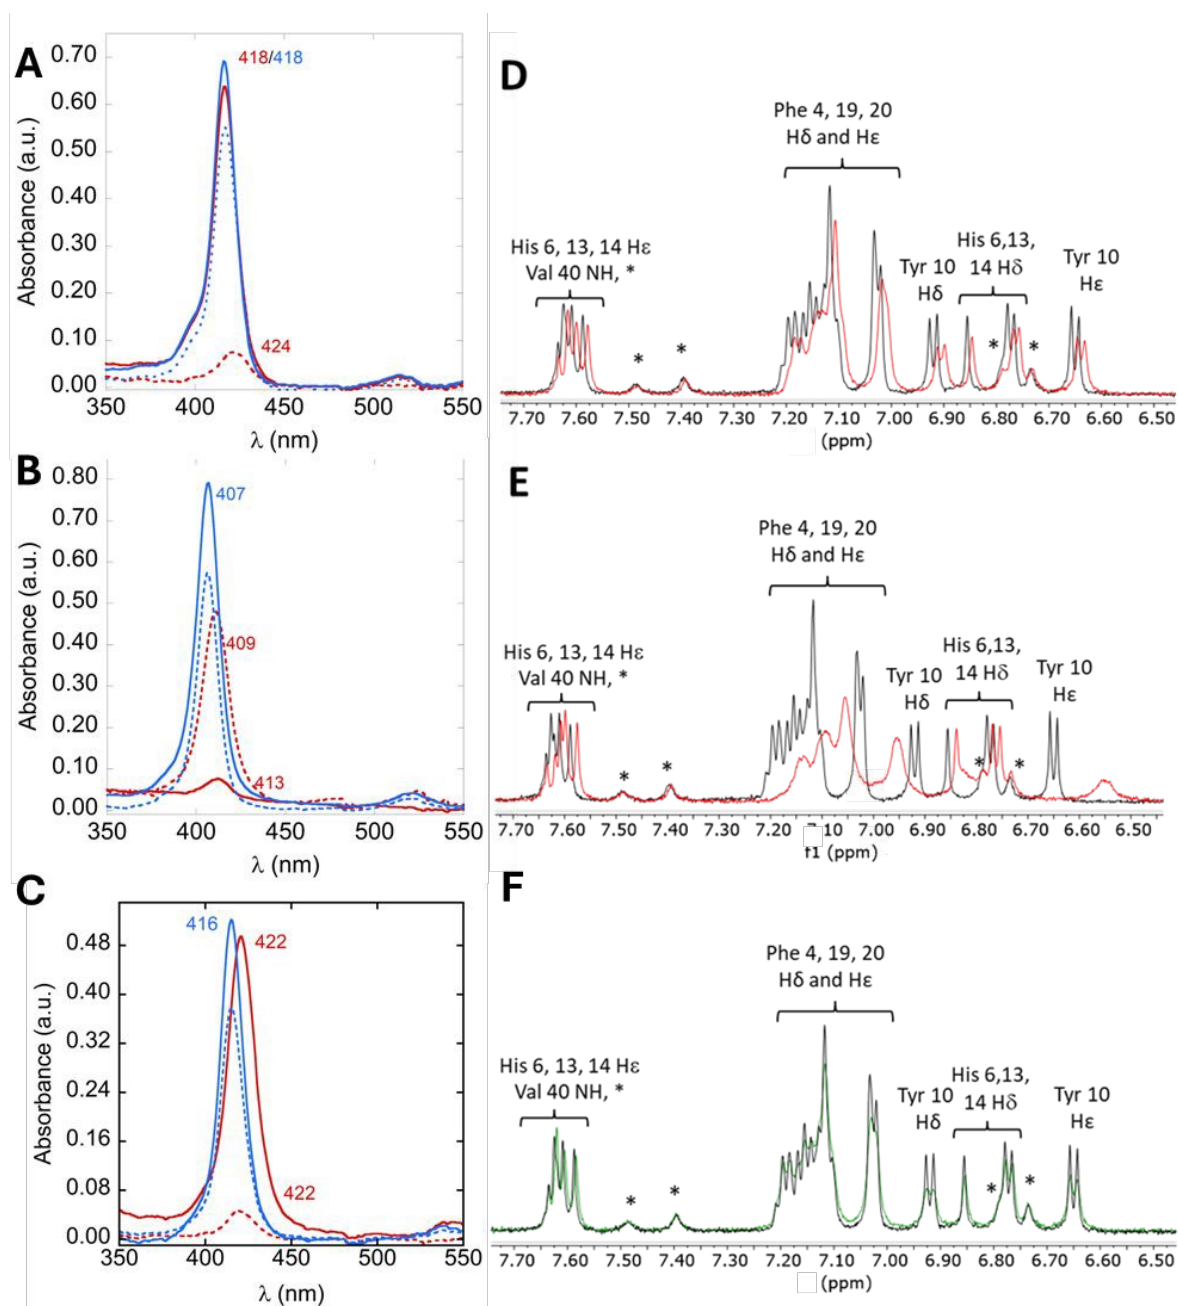 A
0.70
0.60
0.50
0.40
0.30
0.20
0.10
0.00
Absorbance (a.u.)
418/418
424
350 400 450 500 550
λ (nm)
B
0.80
0.70
0.60
0.50
0.40
0.30
0.20
0.10
0.00
Absorbance (a.u.)
407
409
413
350 400 450 500 550
λ (nm)
C
0.48
0.40
0.32
0.24
0.16
0.08
0.00
Absorbance (a.u.)
416
422
422
350 400 450 500 550
λ (nm)
D
Phe 4, 19, 20
Hδ and Hε
His 6, 13, 14 Hε
Val 40 NH, *
* *
Tyr 10
Hδ
His 6,13,
14 Hδ
* *
Tyr 10
Hε
7.70 7.60 7.50 7.40 7.30 7.20 7.10 7.00 6.90 6.80 6.70 6.60 6.50
(ppm)
E
Phe 4, 19, 20
Hδ and Hε
His 6, 13, 14 Hε
Val 40 NH, *
* *
Tyr 10
Hδ
His 6,13,
14 Hδ
* *
Tyr 10
Hε
7.70 7.60 7.50 7.40 7.30 7.20 7.10 7.00 6.90 6.80 6.70 6.60 6.50
f1 (ppm)
F
Phe 4, 19, 20
Hδ and Hε
His 6, 13, 14 Hε
Val 40 NH, *
* *
Tyr 10
Hδ
His 6,13,
14 Hδ
* *
Tyr 10
Hε
7.70 7.60 7.50 7.40 7.30 7.20 7.10 7.00 6.90 6.80 6.70 6.60 6.50
(ppm)